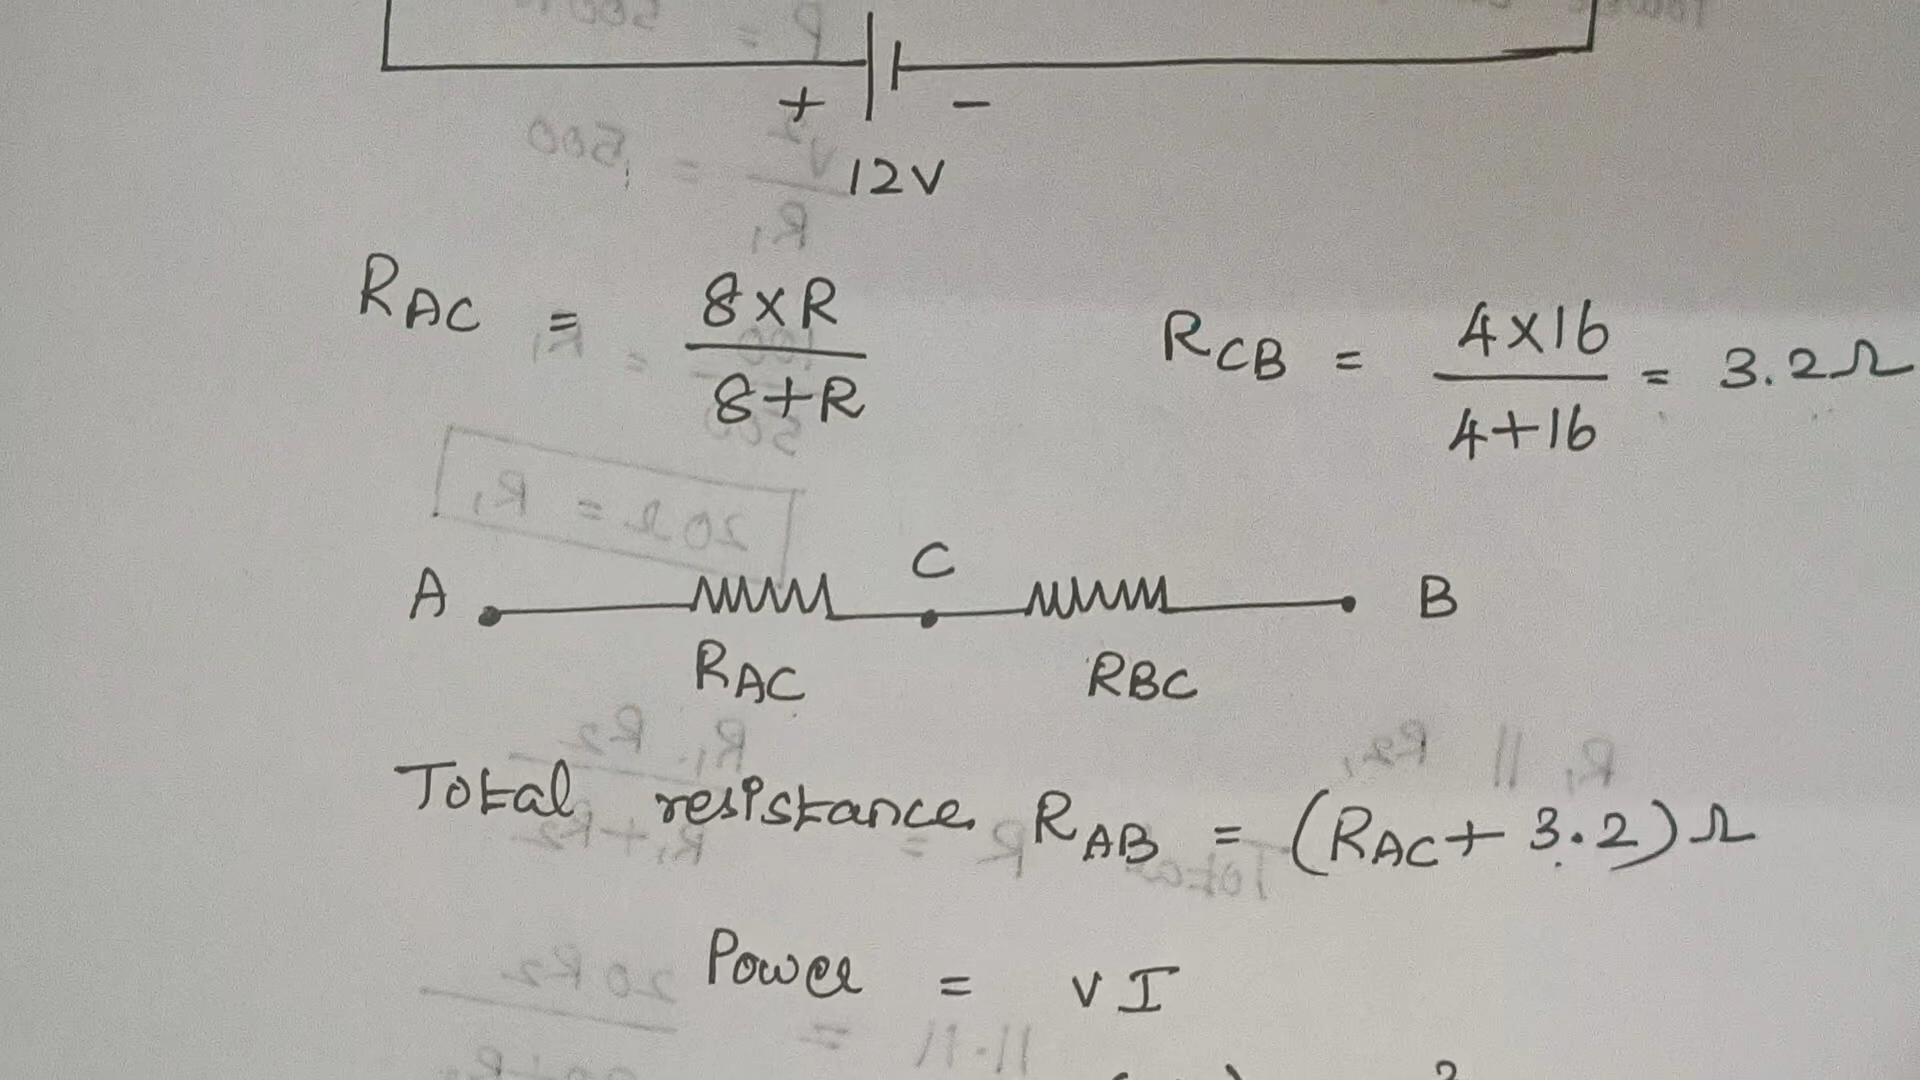 + −
12V
RAC = 8×R / 8+R
RCB = 4×16 / 4+16 = 3.2Ω
A C B
RAC RBC
Total resistance RAB = (RAC + 3.2)Ω
Power = VI